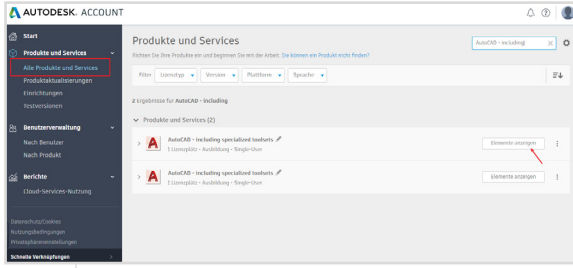 AUTODESK. ACCOUNT
Start
Produkte und Services
Alle Produkte und Services
Produktaktualisierungen
Einrichtungen
Testversionen
Benutzerverwaltung
Nach Benutzer
Nach Produkt
Berichte
Cloud-Services-Nutzung
Datenschutz/Cookies
Nutzungsbedingungen
Privatsphäreneinstellungen
Schnelle Verknüpfungen
Produkte und Services
AutoCAD - including
Richten Sie Ihre Produkte ein und beginnen Sie mit der Arbeit. Sie können ein Produkt nicht finden?
Filter Lizenztyp Version Plattform Sprache
2 Ergebnisse für AutoCAD - including
Produkte und Services (2)
AutoCAD - including specialized toolsets
1 Lizenzplätz - Ausbildung - Single-User
Elemente anzeigen
AutoCAD - including specialized toolsets
1 Lizenzplätz - Ausbildung - Single-User
Elemente anzeigen